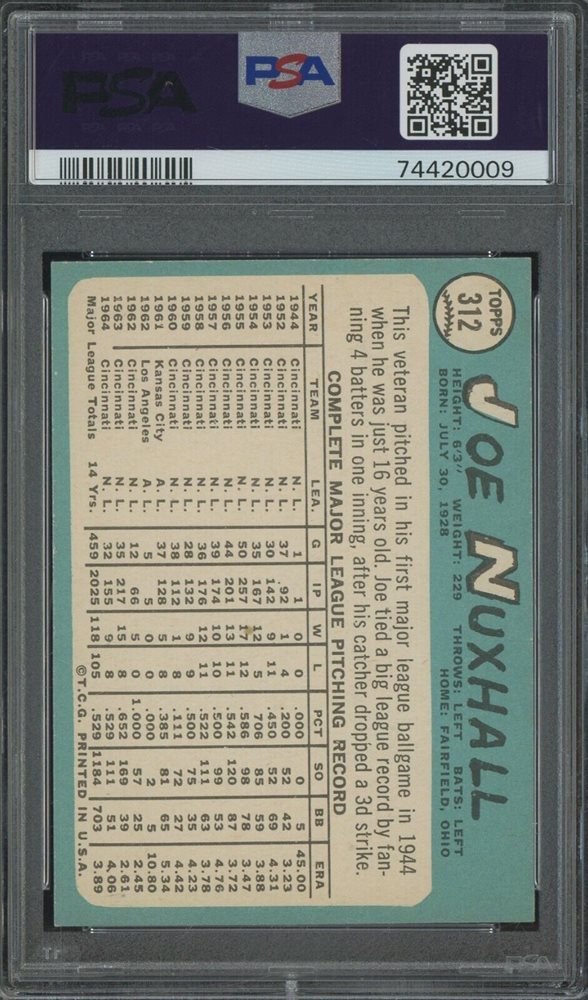 PSA
PSA
74420009
TOPPS
312
JOE NUXHALL
HEIGHT: 6'3" WEIGHT: 229 THROWS: LEFT BATS: LEFT
BORN: JULY 30, 1928 HOME: FAIRFIELD, OHIO
This veteran pitched in his first major league ballgame in 1944
when he was just 16 years old. Joe tied a big league record by fan-
ning 4 batters in one inning, after his catcher dropped a 3d strike.
COMPLETE MAJOR LEAGUE PITCHING RECORD
YEAR TEAM LEA. G IP W L PCT SO BB ERA
1944 Cincinnati N. L. 1 1 0 0 .000 0 5 45.00
1952 Cincinnati N. L. 37 92 1 4 .200 52 42 3.23
1953 Cincinnati N. L. 30 142 9 11 .450 52 69 4.31
1954 Cincinnati N. L. 35 167 12 5 .706 85 59 3.88
1955 Cincinnati N. L. 50 257 17 12 .586 98 78 3.47
1956 Cincinnati N. L. 44 201 13 11 .542 120 87 3.72
1957 Cincinnati N. L. 39 174 10 10 .500 99 53 4.76
1958 Cincinnati N. L. 36 176 12 11 .522 111 63 3.78
1959 Cincinnati N. L. 28 132 9 9 .500 75 35 4.23
1960 Cincinnati N. L. 38 112 1 8 .111 72 27 4.42
1961 Kansas City A. L. 37 128 5 8 .385 81 65 5.34
1962 Los Angeles A. L. 5 5 0 0 .000 2 5 10.80
1962 Cincinnati N. L. 12 66 5 0 1.000 57 25 2.45
1963 Cincinnati N. L. 35 217 15 8 .652 169 39 2.61
1964 Cincinnati N. L. 32 155 9 8 .529 111 51 4.06
Major League Totals 14 Yrs. 459 2025 118 105 .529 1184 703 3.89
©T.C.G. PRINTED IN U.S.A.